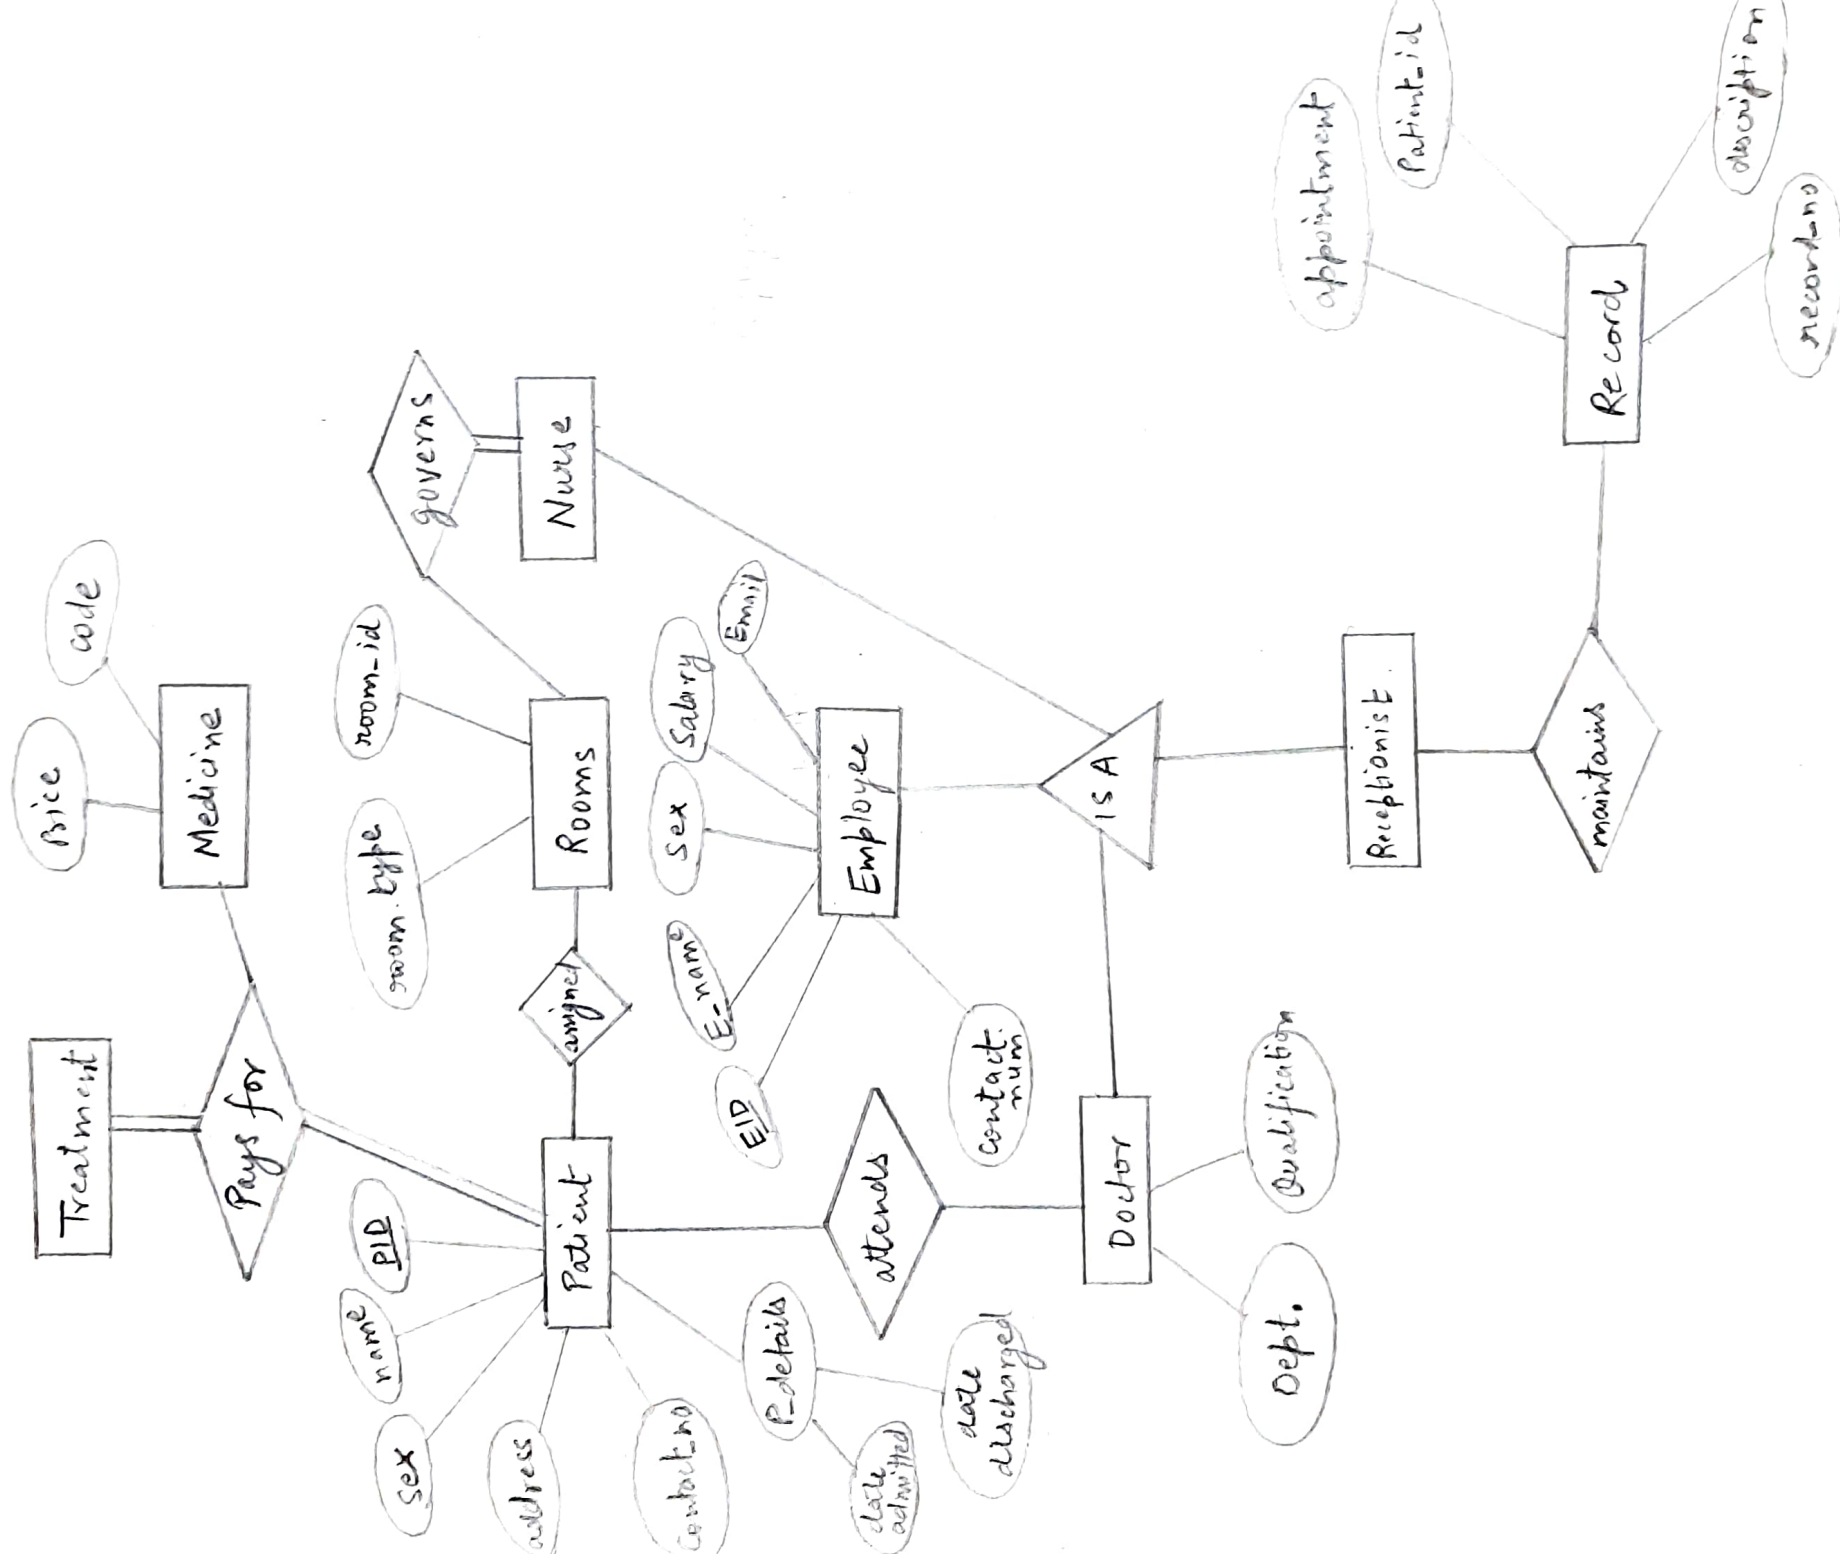 Price
code
Treatment
Medicine
Pays for
PID
name
sex
room_type
room_id
governs
address
Patient
assigned
Rooms
Nurse
Contact_no
E_name
Sex
Salary
Email
EID
P_details
attends
Employee
date
admitted
date
discharged
contact.
num
Doctor
IS A
Dept.
Qualification
Receptionist
appointment
Patient_id
maintains
Record
description
record_no